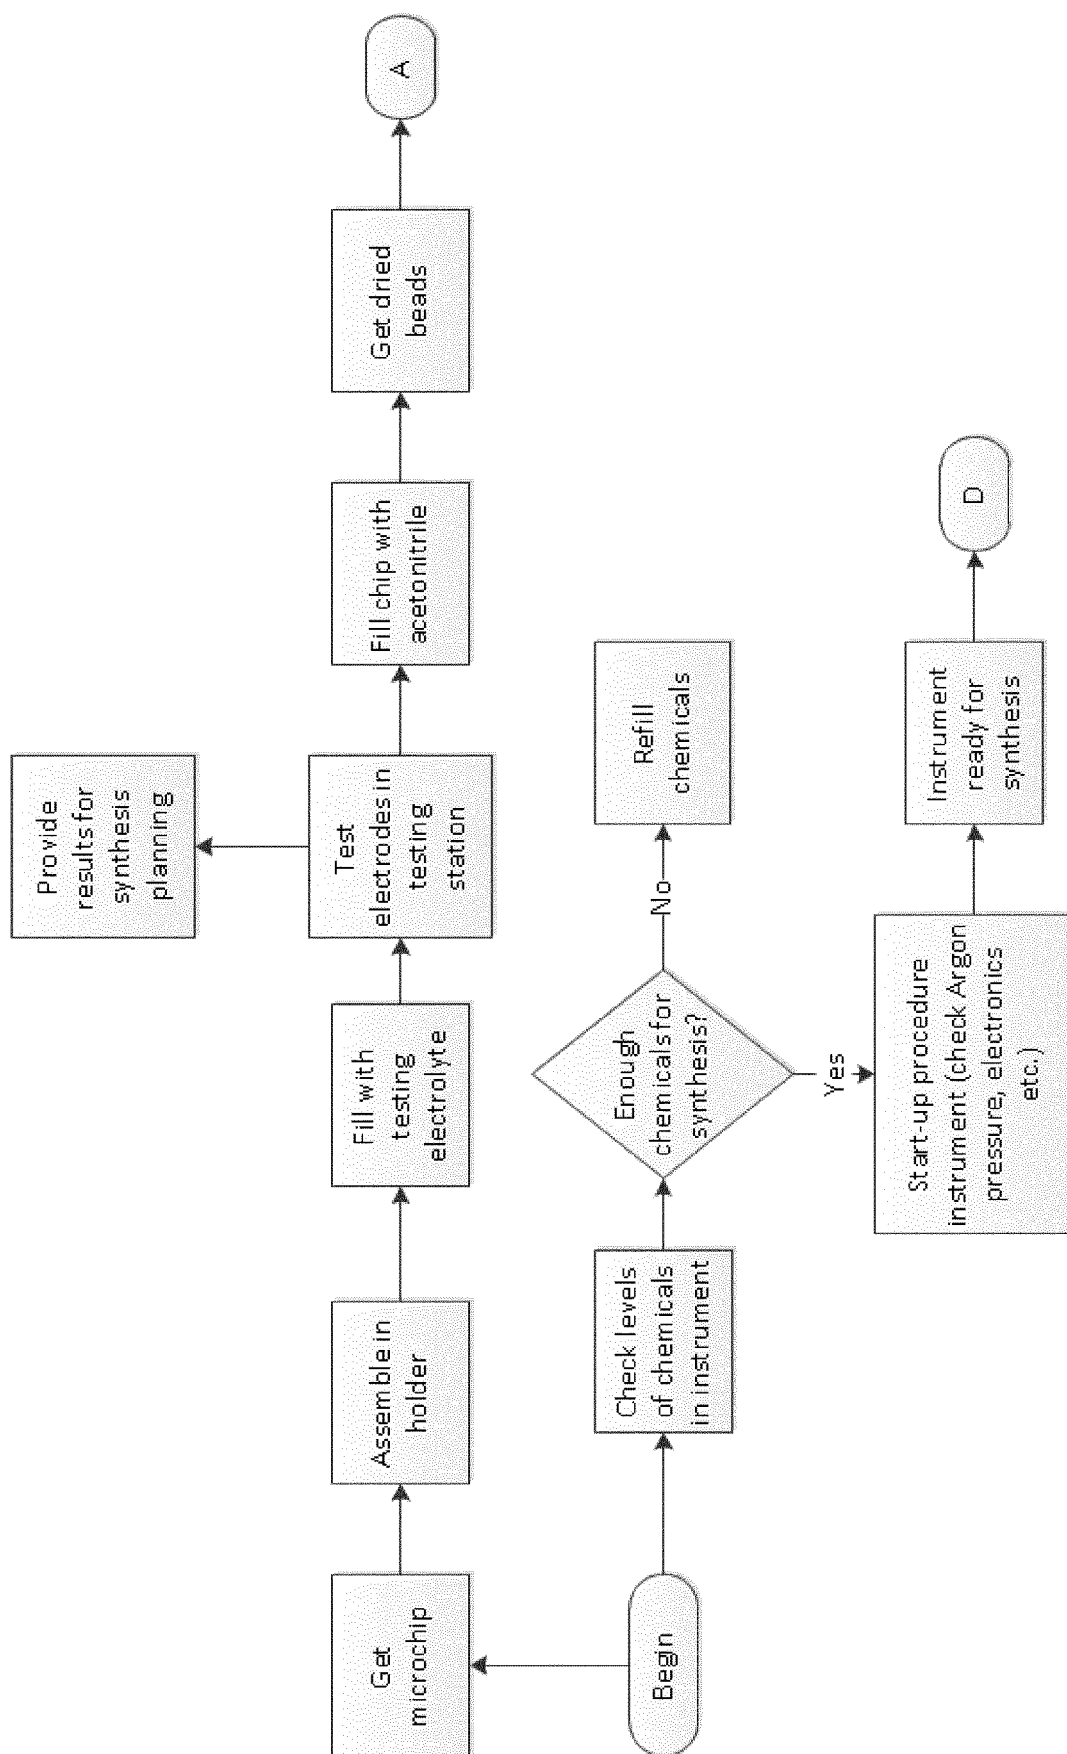 Provide
results for
synthesis
planning
Get
microchip
Assemble in
holder
Fill with
testing
electrolyte
Test
electrodes in
testing
station
Fill chip with
acetonitrile
Get dried
beads
A
Begin
Check levels
of chemicals
in instrument
Enough
chemicals for
synthesis?
No
Refill
chemicals
Yes
Start-up procedure
instrument (check Argon
pressure, electronics
etc.)
Instrument
ready for
synthesis
D